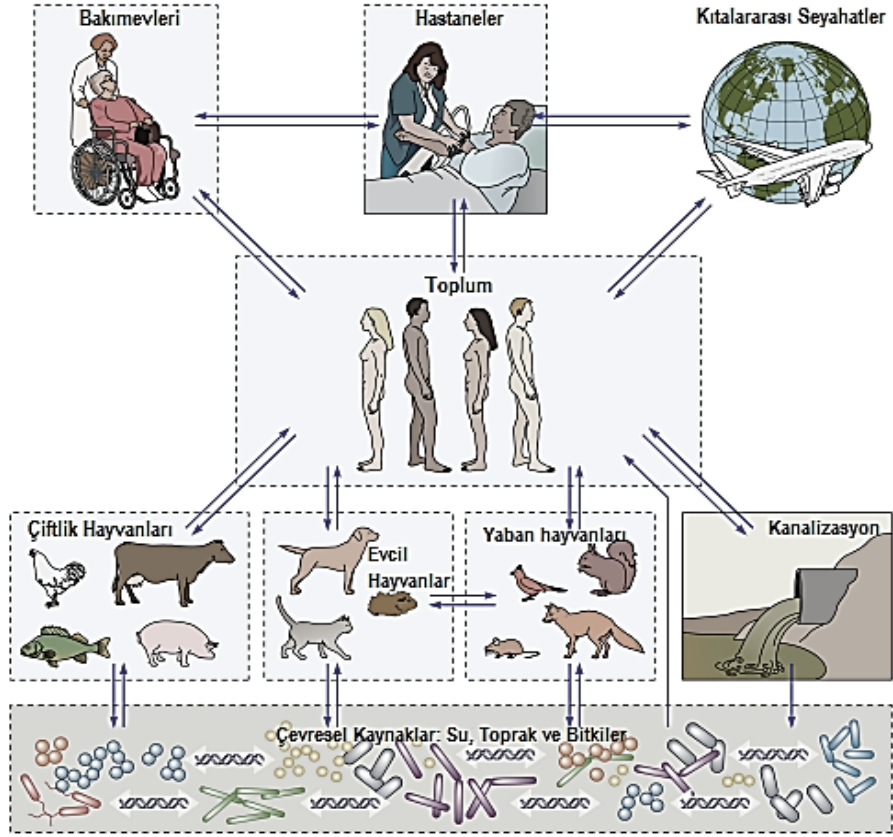 Bakımevleri
Hastaneler
Kıtalararası Seyahatler
Toplum
Çiftlik Hayvanları
Evcil
Hayvanlar
Yaban hayvanları
Kanalizasyon
Çevresel Kaynaklar: Su, Toprak ve Bitkiler